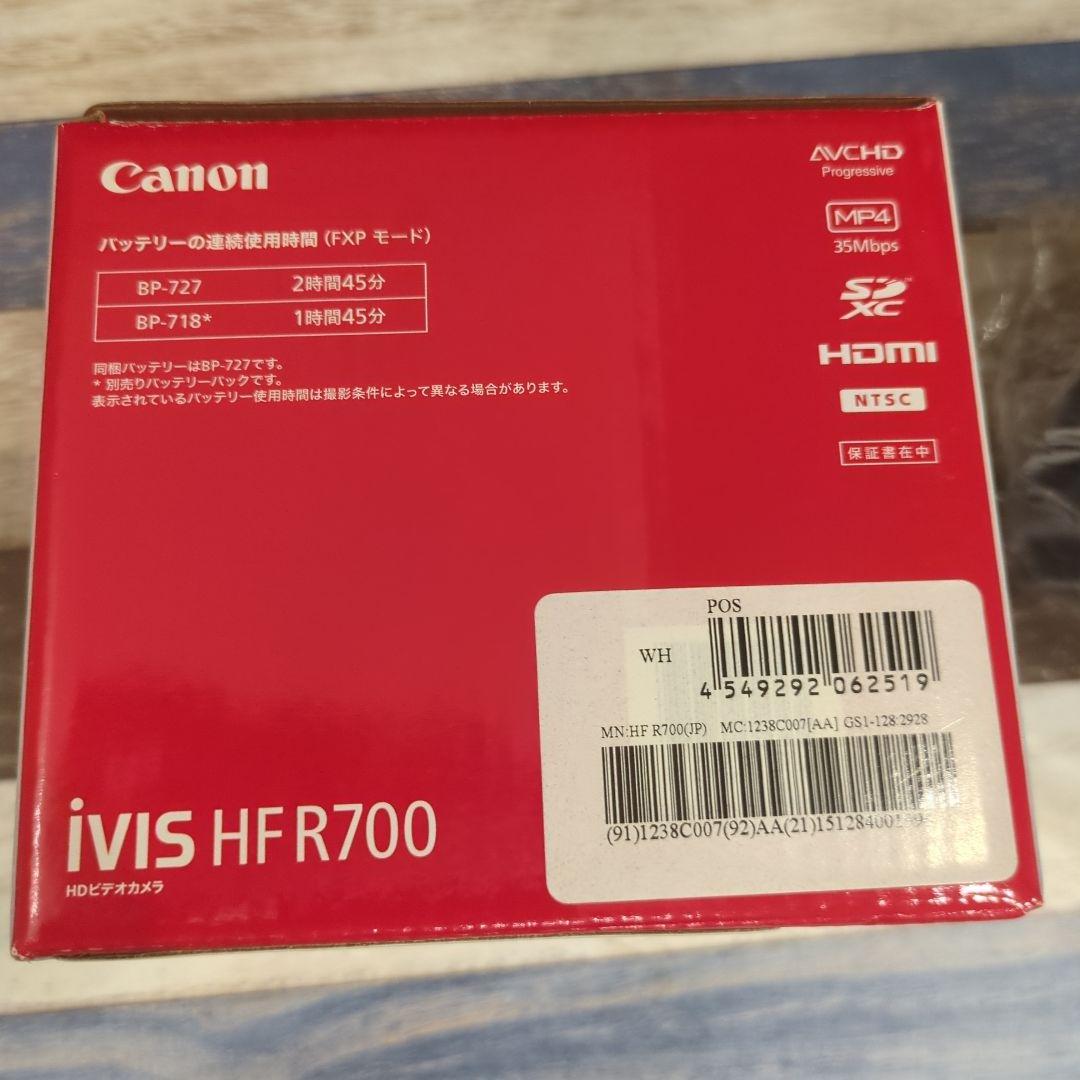 Canon
バッテリーの連続使用時間 (FXP モード)
BP-727 2時間45分
BP-718* 1時間45分
同梱バッテリーはBP-727です。
* 別売りバッテリーパックです。
表示されているバッテリー使用時間は撮影条件によって異なる場合があります。
AVCHD
Progressive
MP4
35Mbps
SD
XC
HDMI
NTSC
保証書在中
POS
WH
4 549292 062519
MN:HF R700(JP) MC:1238C007[AA] GS1-128:2928
iVIS HF R700
HDビデオカメラ